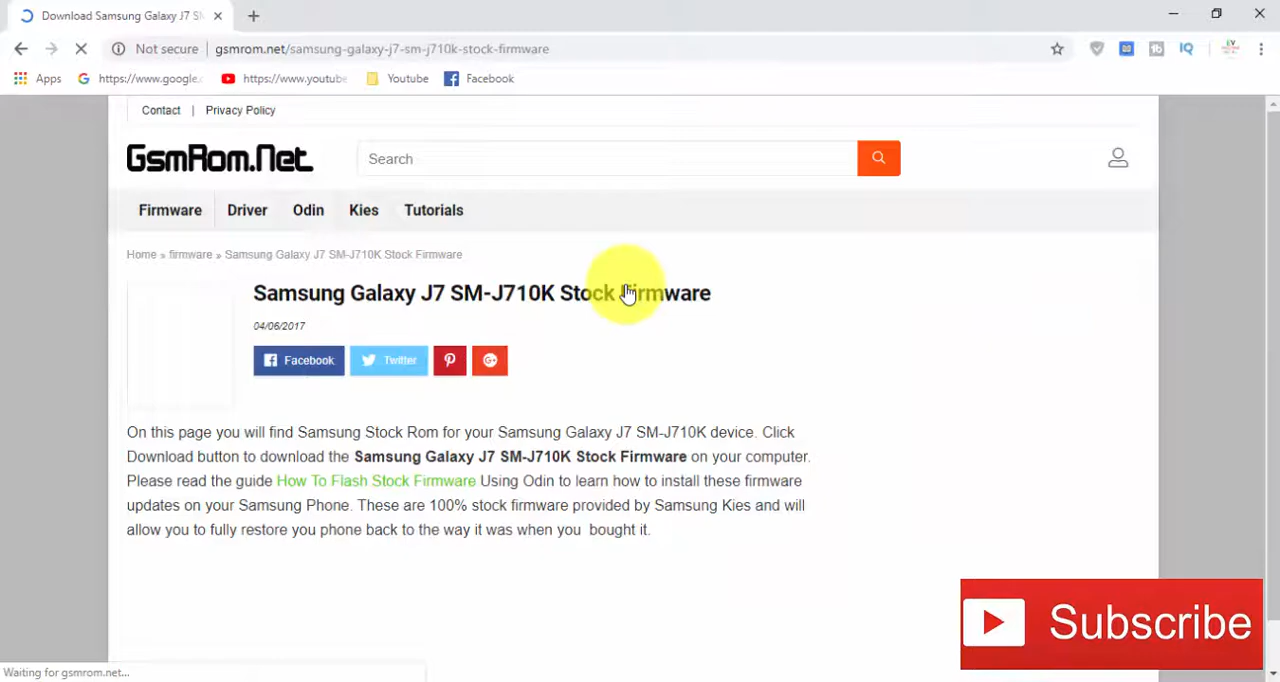 Download Samsung Galaxy J7 S
Not secure | gsmrom.net/samsung-galaxy-j7-sm-j710k-stock-firmware
Apps https://www.google. https://www.youtube Youtube Facebook
Contact | Privacy Policy
GsmRom.Net Search
Firmware Driver Odin Kies Tutorials
Home » firmware » Samsung Galaxy J7 SM-J710K Stock Firmware
Samsung Galaxy J7 SM-J710K Stock Firmware
04/06/2017
Facebook Twitter
On this page you will find Samsung Stock Rom for your Samsung Galaxy J7 SM-J710K device. Click
Download button to download the Samsung Galaxy J7 SM-J710K Stock Firmware on your computer.
Please read the guide How To Flash Stock Firmware Using Odin to learn how to install these firmware
updates on your Samsung Phone. These are 100% stock firmware provided by Samsung Kies and will
allow you to fully restore you phone back to the way it was when you bought it.
Subscribe
Waiting for gsmrom.net...